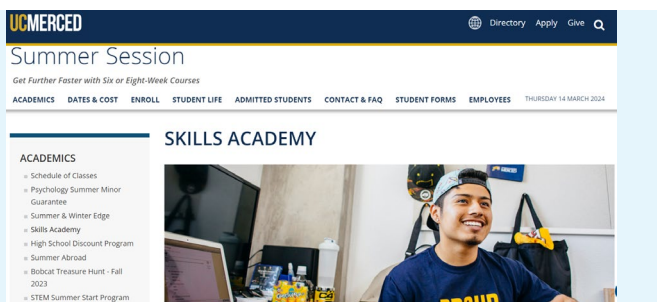 UCMERCED
Directory Apply Give
Summer Session
Get Further Faster with Six or Eight-Week Courses
ACADEMICS DATES & COST ENROLL STUDENT LIFE ADMITTED STUDENTS CONTACT & FAQ STUDENT FORMS EMPLOYEES THURSDAY 14 MARCH 2024
SKILLS ACADEMY
ACADEMICS
» Schedule of Classes
» Psychology Summer Minor
Guarantee
» Summer & Winter Edge
» Skills Academy
» High School Discount Program
» Summer Abroad
» Bobcat Treasure Hunt - Fall
2023
» STEM Summer Start Program
PROUD